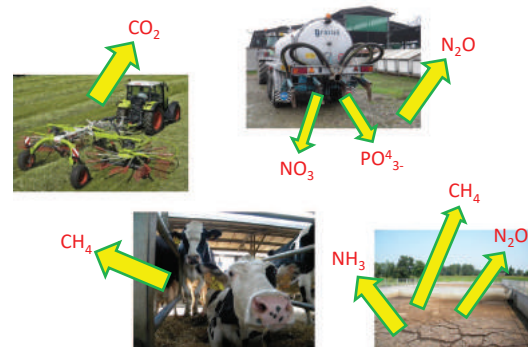 CO₂
N₂O
NO₃
PO⁴₃₋
CH₄
CH₄
N₂O
NH₃